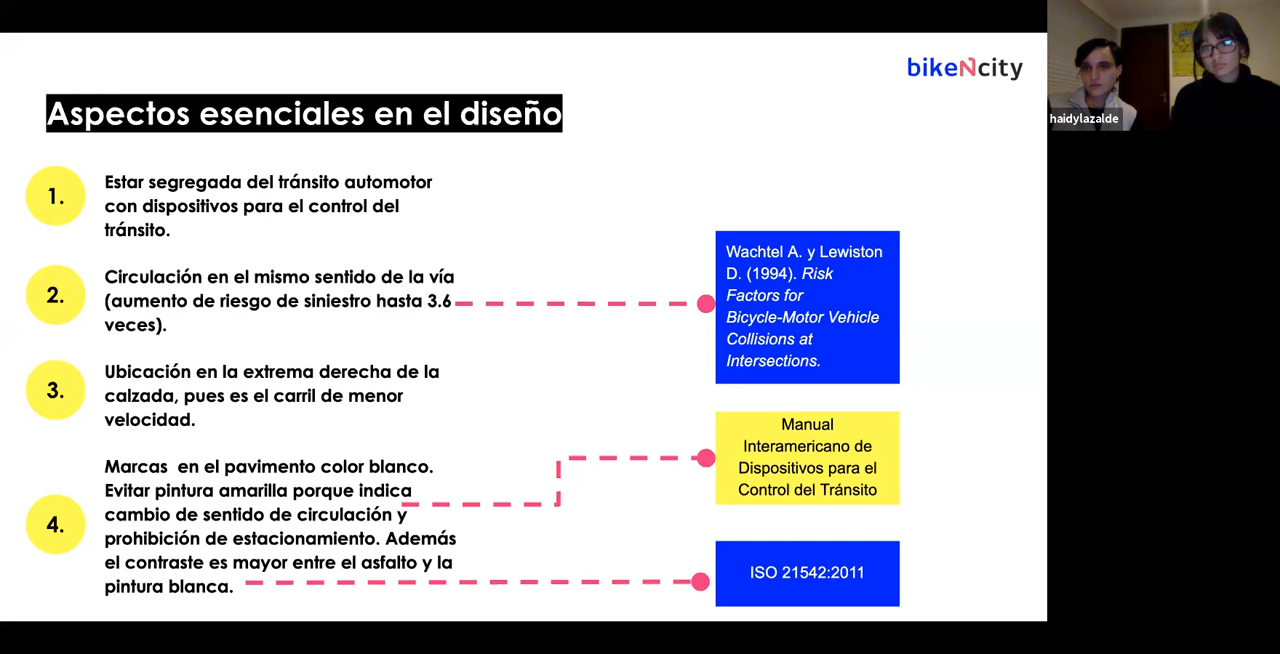 bikeNcity
Aspectos esenciales en el diseño
1.
Estar segregada del tránsito automotor
con dispositivos para el control del
tránsito.
2.
Circulación en el mismo sentido de la vía
(aumento de riesgo de siniestro hasta 3.6
veces).
3.
Ubicación en la extrema derecha de la
calzada, pues es el carril de menor
velocidad.
4.
Marcas en el pavimento color blanco.
Evitar pintura amarilla porque indica
cambio de sentido de circulación y
prohibición de estacionamiento. Además
el contraste es mayor entre el asfalto y la
pintura blanca.
Wachtel A. y Lewiston
D. (1994). Risk
Factors for
Bicycle-Motor Vehicle
Collisions at
Intersections.
Manual
Interamericano de
Dispositivos para el
Control del Tránsito
ISO 21542:2011
haidylazalde